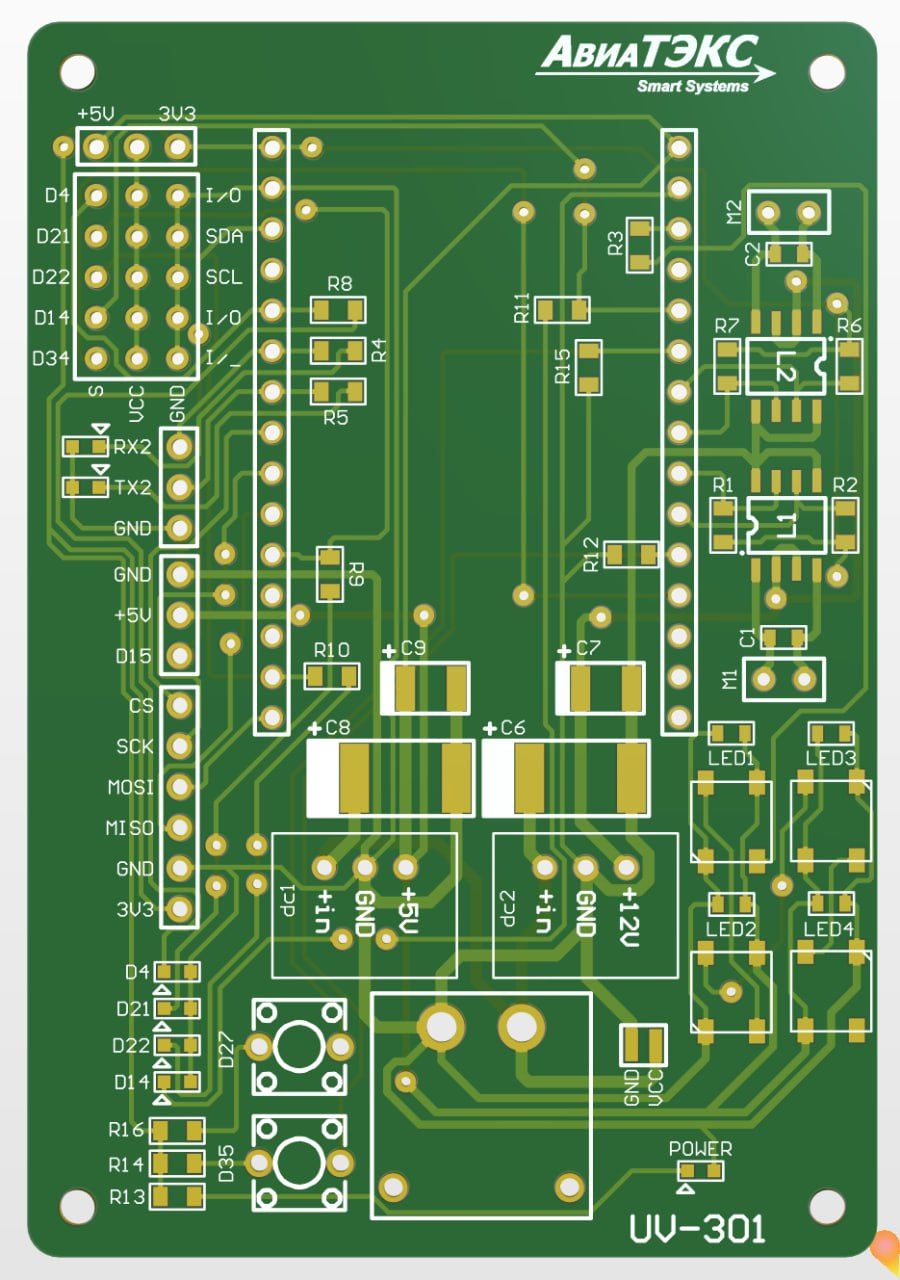 АвиаТЭКС
Smart Systems
+5V 3V3
D4 I/O
D21 SDA
D22 SCL
D14 I/O
D34 I/_
S VCC GND
RX2
TX2
GND
GND
+5V
D15
CS
SCK
MOSI
MISO
GND
3V3
D4
D21
D22
D14
R16
R14
R13
D27
D35
R8
R4
R5
R9
R10
R3
R11
R15
R12
M2
C2
R7 R6
L2
R1 R2
L1
C1
M1
+ C9
+ C7
+ C8
+ C6
dc1
+in GND +5V
dc2
+in GND +12V
LED1 LED3
LED2 LED4
GND VCC
POWER
UV-301